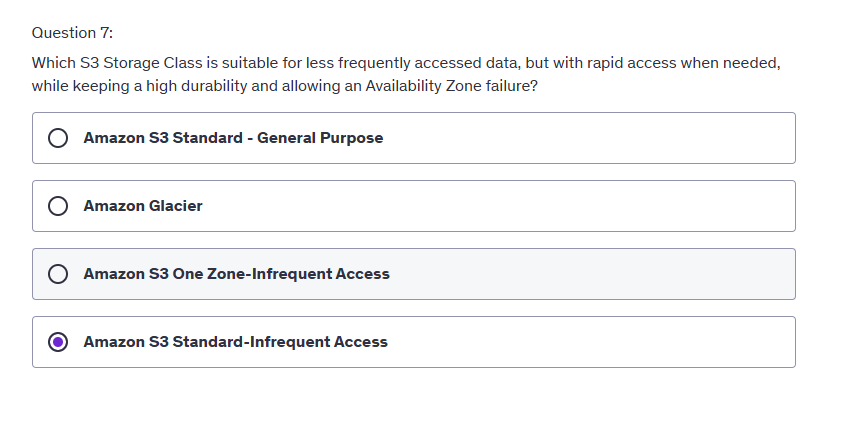 Question 7:
Which S3 Storage Class is suitable for less frequently accessed data, but with rapid access when needed,
while keeping a high durability and allowing an Availability Zone failure?
Amazon S3 Standard - General Purpose
Amazon Glacier
Amazon S3 One Zone-Infrequent Access
Amazon S3 Standard-Infrequent Access